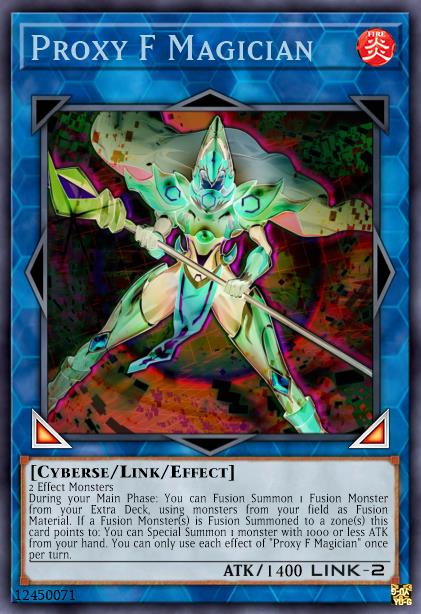 PROXY F MAGICIAN
FIRE
炎
[CYBERSE/LINK/EFFECT]
2 Effect Monsters
During your Main Phase: You can Fusion Summon 1 Fusion Monster
from your Extra Deck, using monsters from your field as Fusion
Material. If a Fusion Monster(s) is Fusion Summoned to a zone(s) this
card points to: You can Special Summon 1 monster with 1000 or less ATK
from your hand. You can only use each effect of "Proxy F Magician" once
per turn.
ATK/1400 LINK-2
12450071